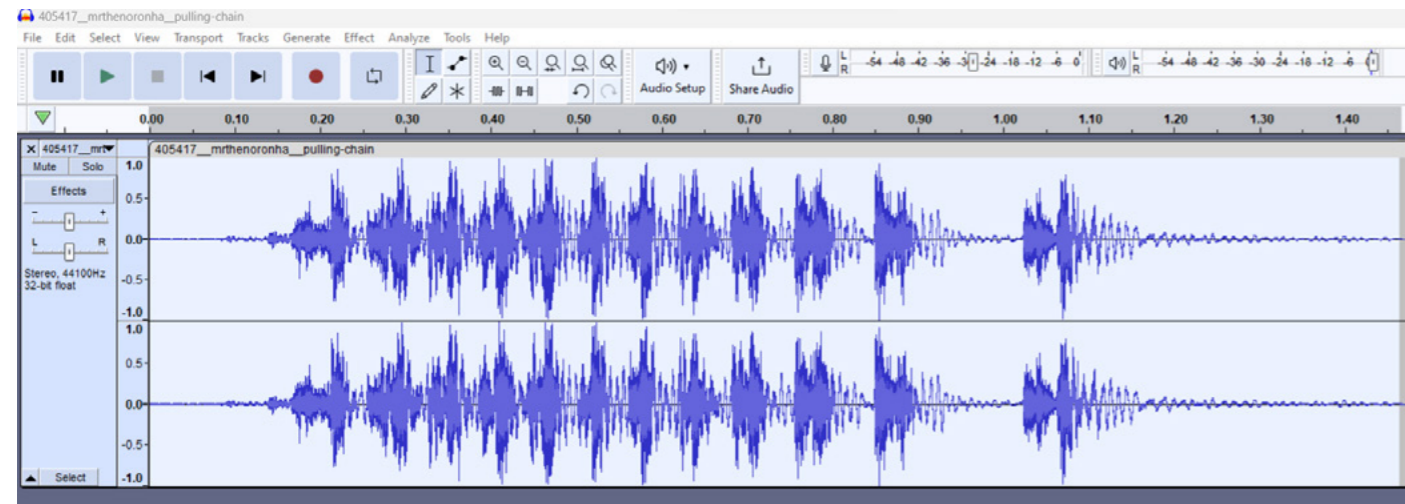 405417__mrthenoronha__pulling-chain
File Edit Select View Transport Tracks Generate Effect Analyze Tools Help
L R -54 -48 -42 -36 -3 -24 -18 -12 -6 0 L R -54 -48 -42 -36 -30 -24 -18 -12 -6 0
Audio Setup Share Audio
0.00 0.10 0.20 0.30 0.40 0.50 0.60 0.70 0.80 0.90 1.00 1.10 1.20 1.30 1.40
405417__mrt 405417__mrthenoronha__pulling-chain
Mute Solo 1.0
Effects
0.5
- +
L R 0.0
Stereo, 44100Hz -0.5
32-bit float
-1.0
1.0
0.5
0.0
-0.5
Select -1.0